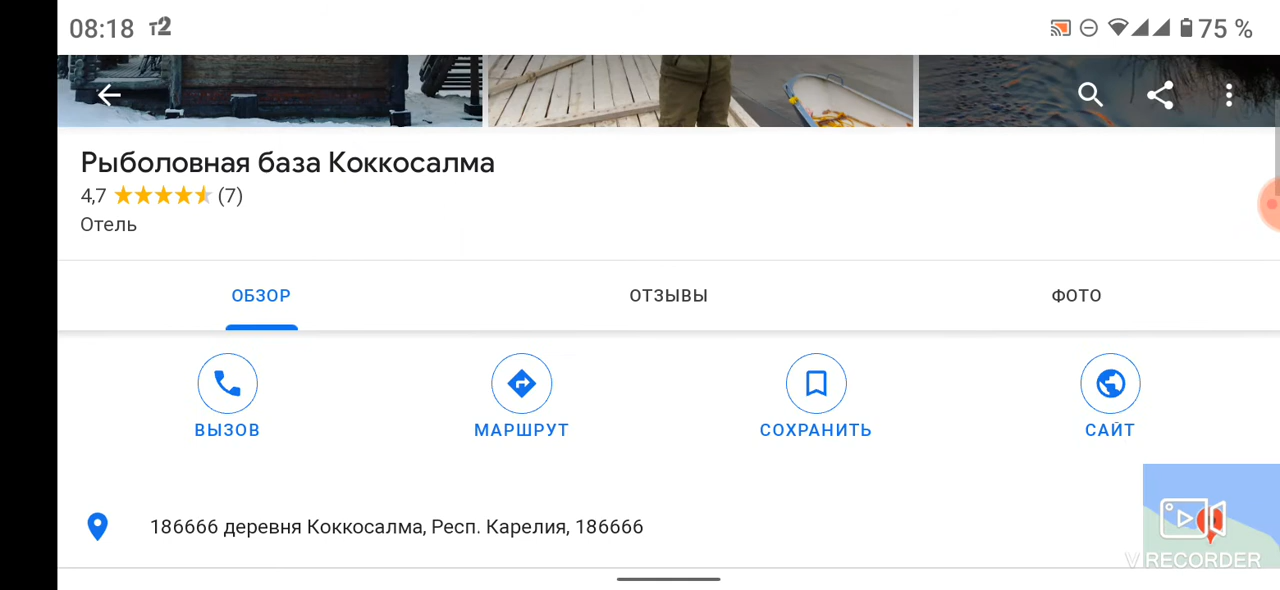 08:18 T2 75 %
Рыболовная база Коккосалма
4,7 (7)
Отель
ОБЗОР ОТЗЫВЫ ФОТО
ВЫЗОВ МАРШРУТ СОХРАНИТЬ САЙТ
186666 деревня Коккосалма, Респ. Карелия, 186666
V RECORDER